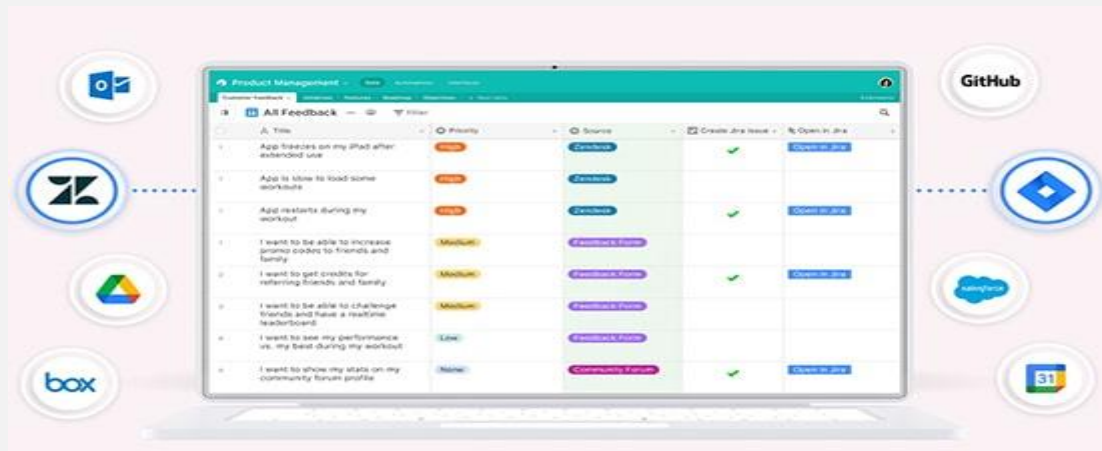 GitHub
Product Management
Data Automations Interfaces
Customer Feedback
All Feedback
Filter
Title Priority Source Create Jira Issue Open in Jira
App freezes on my iPad after
extended use
High Zendesk Open in Jira
App is slow to load some
workouts
High Zendesk
App restarts during my
workout
High Zendesk Open in Jira
I want to be able to increase
promo codes to friends and
family
Medium Feedback Form
I want to get credits for
referring friends and family
Medium Feedback Form Open in Jira
I want to be able to challenge
friends and have a realtime
leaderboard
Medium Feedback Form
I want to see my performance
vs. my best during my workout
Low Feedback Form
I want to show my stats on my
community forum profile
None Community Forum Open in Jira
salesforce
box
31